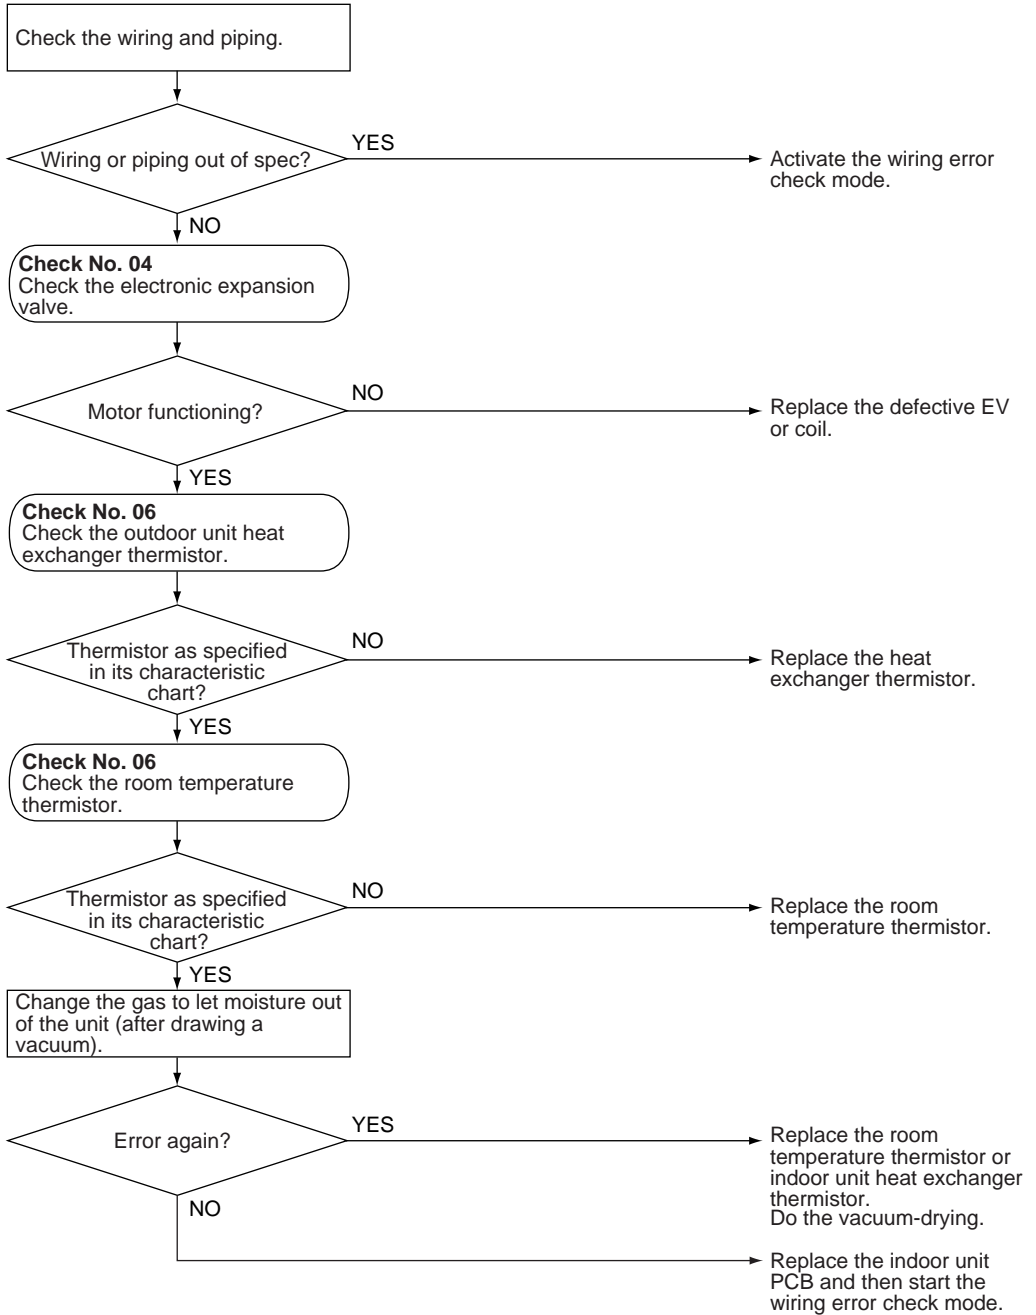 Check the wiring and piping.
Wiring or piping out of spec?
YES
Activate the wiring error
check mode.
NO
Check No. 04
Check the electronic expansion
valve.
Motor functioning?
NO
Replace the defective EV
or coil.
YES
Check No. 06
Check the outdoor unit heat
exchanger thermistor.
Thermistor as specified
in its characteristic
chart?
NO
Replace the heat
exchanger thermistor.
YES
Check No. 06
Check the room temperature
thermistor.
Thermistor as specified
in its characteristic
chart?
NO
Replace the room
temperature thermistor.
YES
Change the gas to let moisture out
of the unit (after drawing a
vacuum).
Error again?
YES
Replace the room
temperature thermistor or
indoor unit heat exchanger
thermistor.
Do the vacuum-drying.
NO
Replace the indoor unit
PCB and then start the
wiring error check mode.